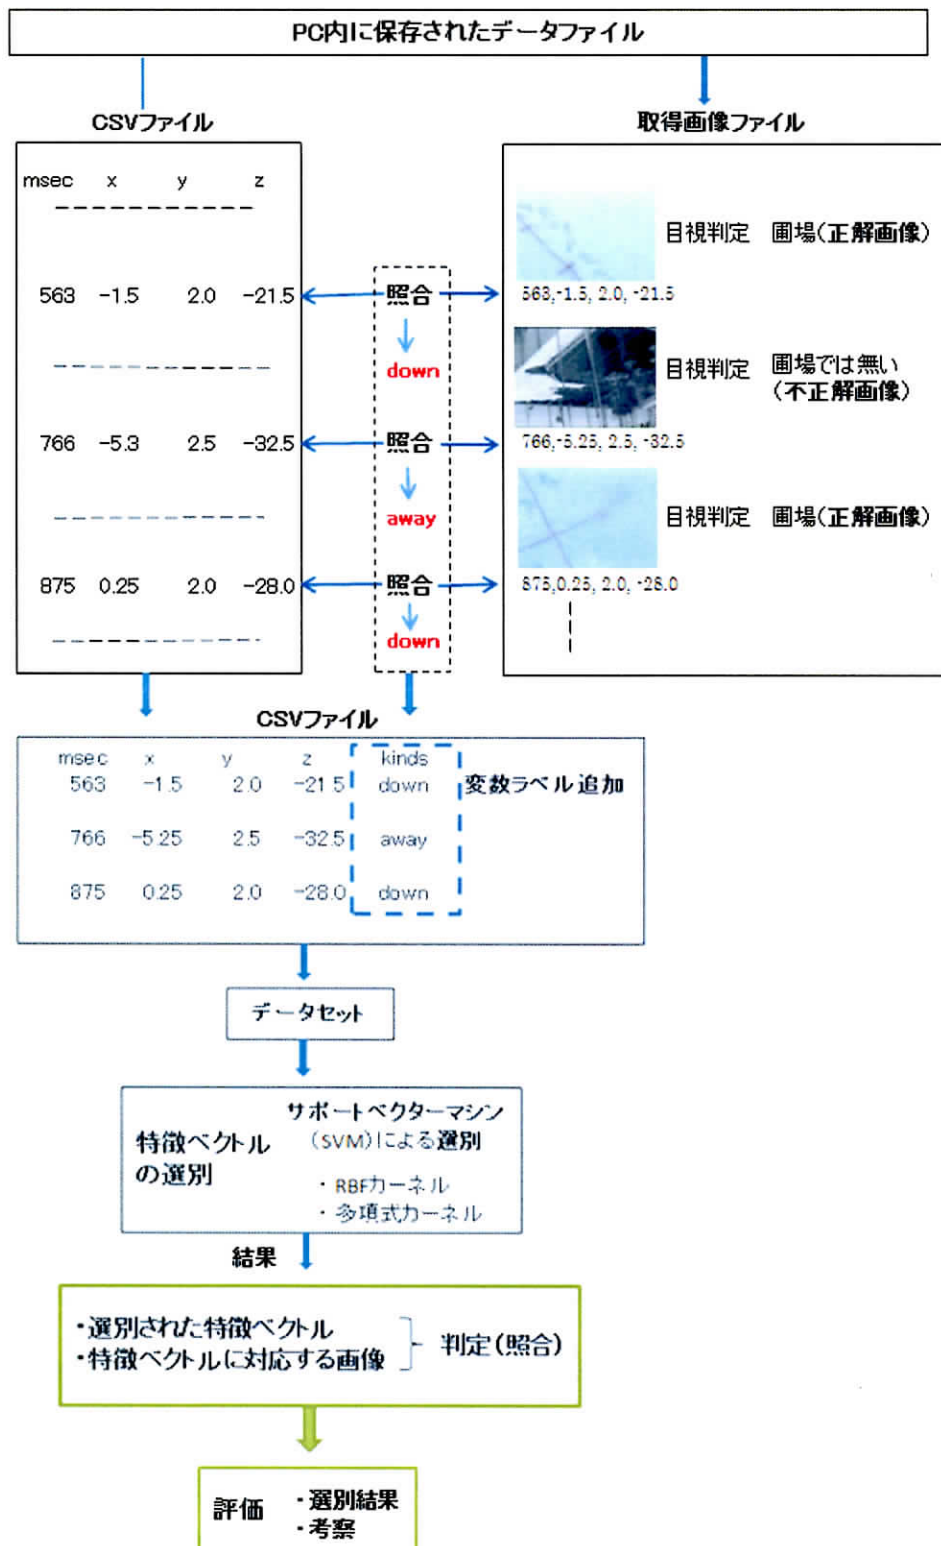 PC内に保存されたデータファイル
CSVファイル
msec x y z
563 -1.5 2.0 -21.5
766 -5.3 2.5 -32.5
875 0.25 2.0 -28.0
照合
down
照合
away
照合
down
取得画像ファイル
目視判定 圃場(正解画像)
563,-1.5, 2.0, -21.5
目視判定 圃場では無い
(不正解画像)
766,-5.25, 2.5, -32.5
目視判定 圃場(正解画像)
875,0.25, 2.0, -28.0
CSVファイル
msec x y z kinds
563 -1.5 2.0 -21.5 down
変数ラベル追加
766 -5.25 2.5 -32.5 away
875 0.25 2.0 -28.0 down
データセット
特徴ベクトル
の選別
サポートベクターマシン
(SVM)による選別
・RBFカーネル
・多項式カーネル
結果
・選別された特徴ベクトル
・特徴ベクトルに対応する画像
判定(照合)
評価
・選別結果
・考察